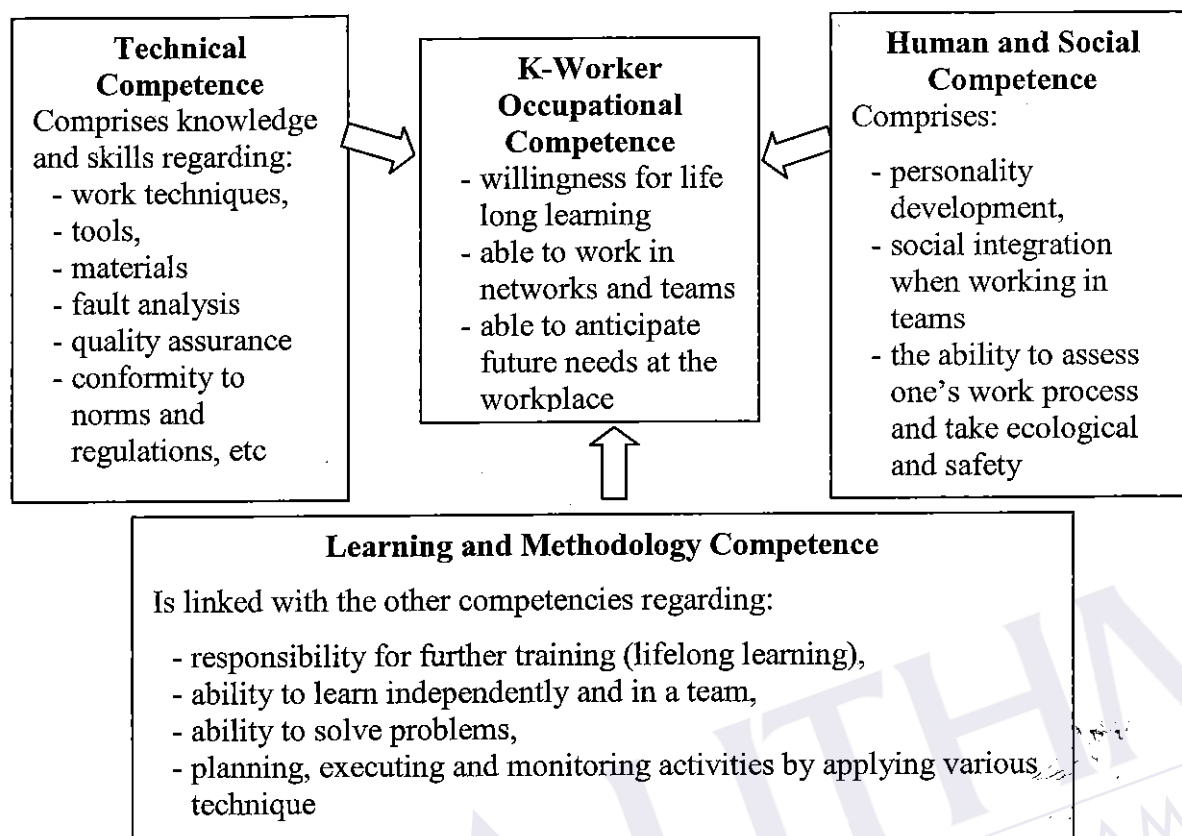 Technical
Competence
Comprises knowledge
and skills regarding:
- work techniques,
- tools,
- materials
- fault analysis
- quality assurance
- conformity to
norms and
regulations, etc
K-Worker
Occupational
Competence
- willingness for life
long learning
- able to work in
networks and teams
- able to anticipate
future needs at the
workplace
Human and Social
Competence
Comprises:
- personality
development,
- social integration
when working in
teams
- the ability to assess
one's work process
and take ecological
and safety
Learning and Methodology Competence
Is linked with the other competencies regarding:
- responsibility for further training (lifelong learning),
- ability to learn independently and in a team,
- ability to solve problems,
- planning, executing and monitoring activities by applying various
technique